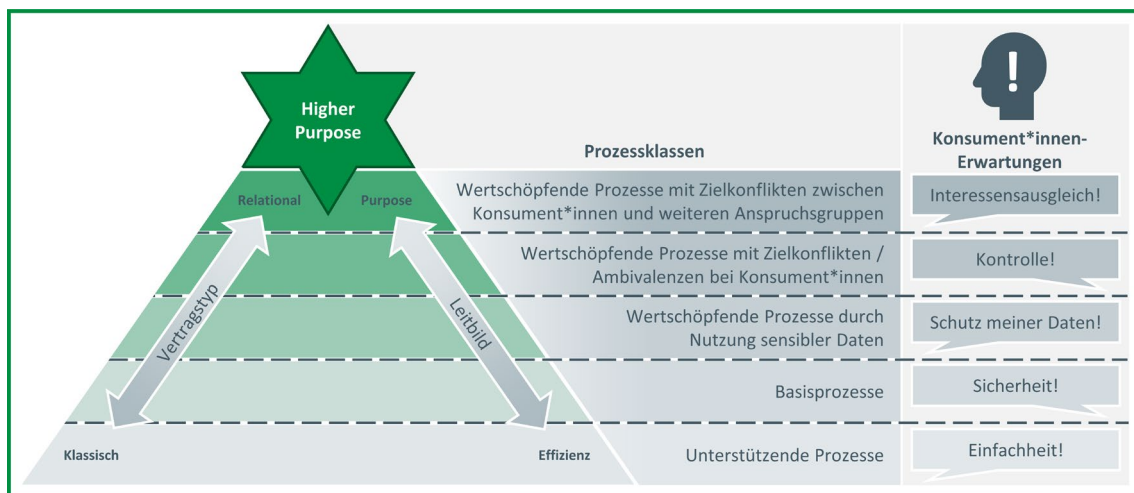 Higher
Purpose
Prozessklassen
Konsument*innen-
Erwartungen
Relational
Purpose
Wertschöpfende Prozesse mit Zielkonflikten zwischen
Konsument*innen und weiteren Anspruchsgruppen
Interessensausgleich!
Wertschöpfende Prozesse mit Zielkonflikten /
Ambivalenzen bei Konsument*innen
Kontrolle!
Vertragstyp
Leitbild
Wertschöpfende Prozesse durch
Nutzung sensibler Daten
Schutz meiner Daten!
Basisprozesse
Sicherheit!
Klassisch
Effizienz
Unterstützende Prozesse
Einfachheit!